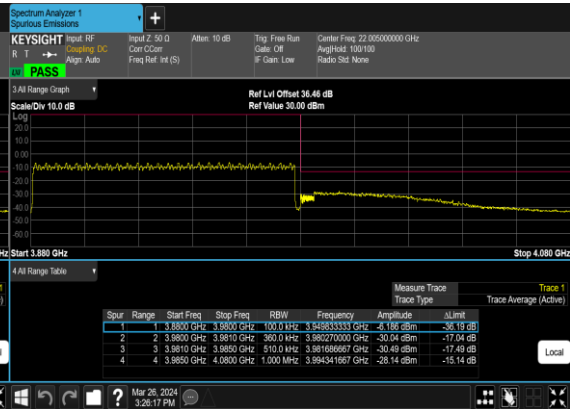 Spectrum Analyzer 1
Spurious Emissions
KEYSIGHT Input: RF Input Z: 50 Ω Atten: 10 dB Trig: Free Run Center Freq: 22.005000000 GHz
R T Coupling: DC Corr CCorr Gate: Off Avg|Hold: 100/100
Align: Auto Freq Ref: Int (S) IF Gain: Low Radio Std: None
PASS
3 All Range Graph
Ref Lvl Offset 36.46 dB
Scale/Div 10.0 dB Ref Value 30.00 dBm
Log
20.0
10.0
0.00
-10.0
-20.0
-30.0
-40.0
-50.0
-60.0
Hz Start 3.880 GHz Stop 4.080 GHz
4 All Range Table
Measure Trace Trace 1
Trace Type Trace Average (Active)
Spur Range Start Freq Stop Freq RBW Frequency Amplitude ΔLimit
1 1 3.8800 GHz 3.9800 GHz 100.0 kHz 3.949833333 GHz -6.186 dBm -36.19 dB
2 2 3.9800 GHz 3.9810 GHz 360.0 kHz 3.980270000 GHz -30.04 dBm -17.04 dB
3 3 3.9810 GHz 3.9850 GHz 510.0 kHz 3.981686667 GHz -30.49 dBm -17.49 dB
4 4 3.9850 GHz 4.0800 GHz 1.000 MHz 3.994341667 GHz -28.14 dBm -15.14 dB
Local
Mar 26, 2024
3:26:17 PM